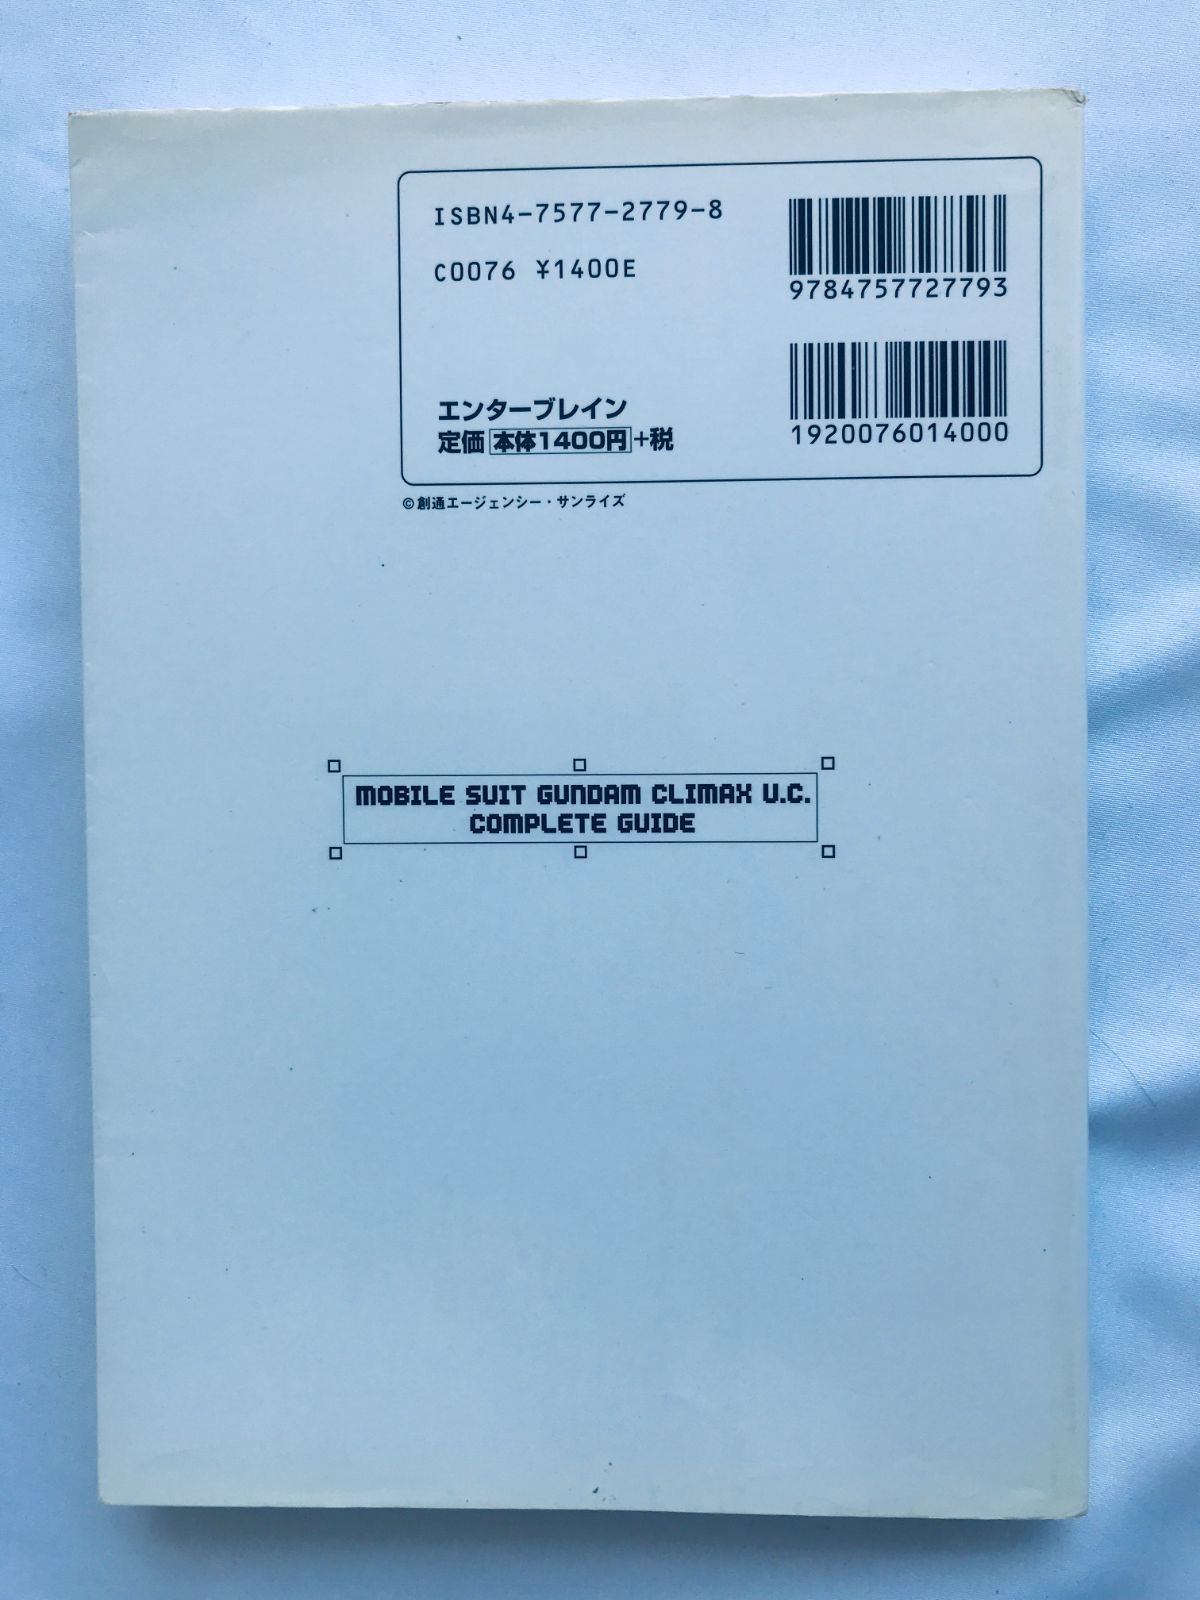 ISBN4-7577-2779-8
C0076 ¥1400E
9784757727793
1920076014000
エンターブレイン
定価 本体1400円+税
©創通エージェンシー・サンライズ
MOBILE SUIT GUNDAM CLIMAX U.C.
COMPLETE GUIDE